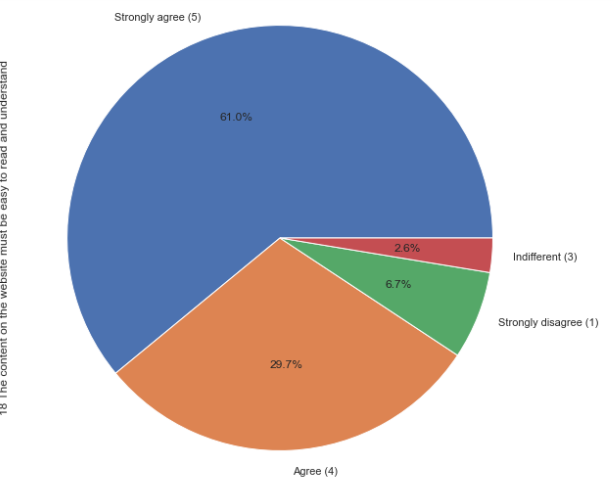 Strongly agree (5)
61.0%
18 The content on the website must be easy to read and understand
2.6%
Indifferent (3)
6.7%
Strongly disagree (1)
29.7%
Agree (4)